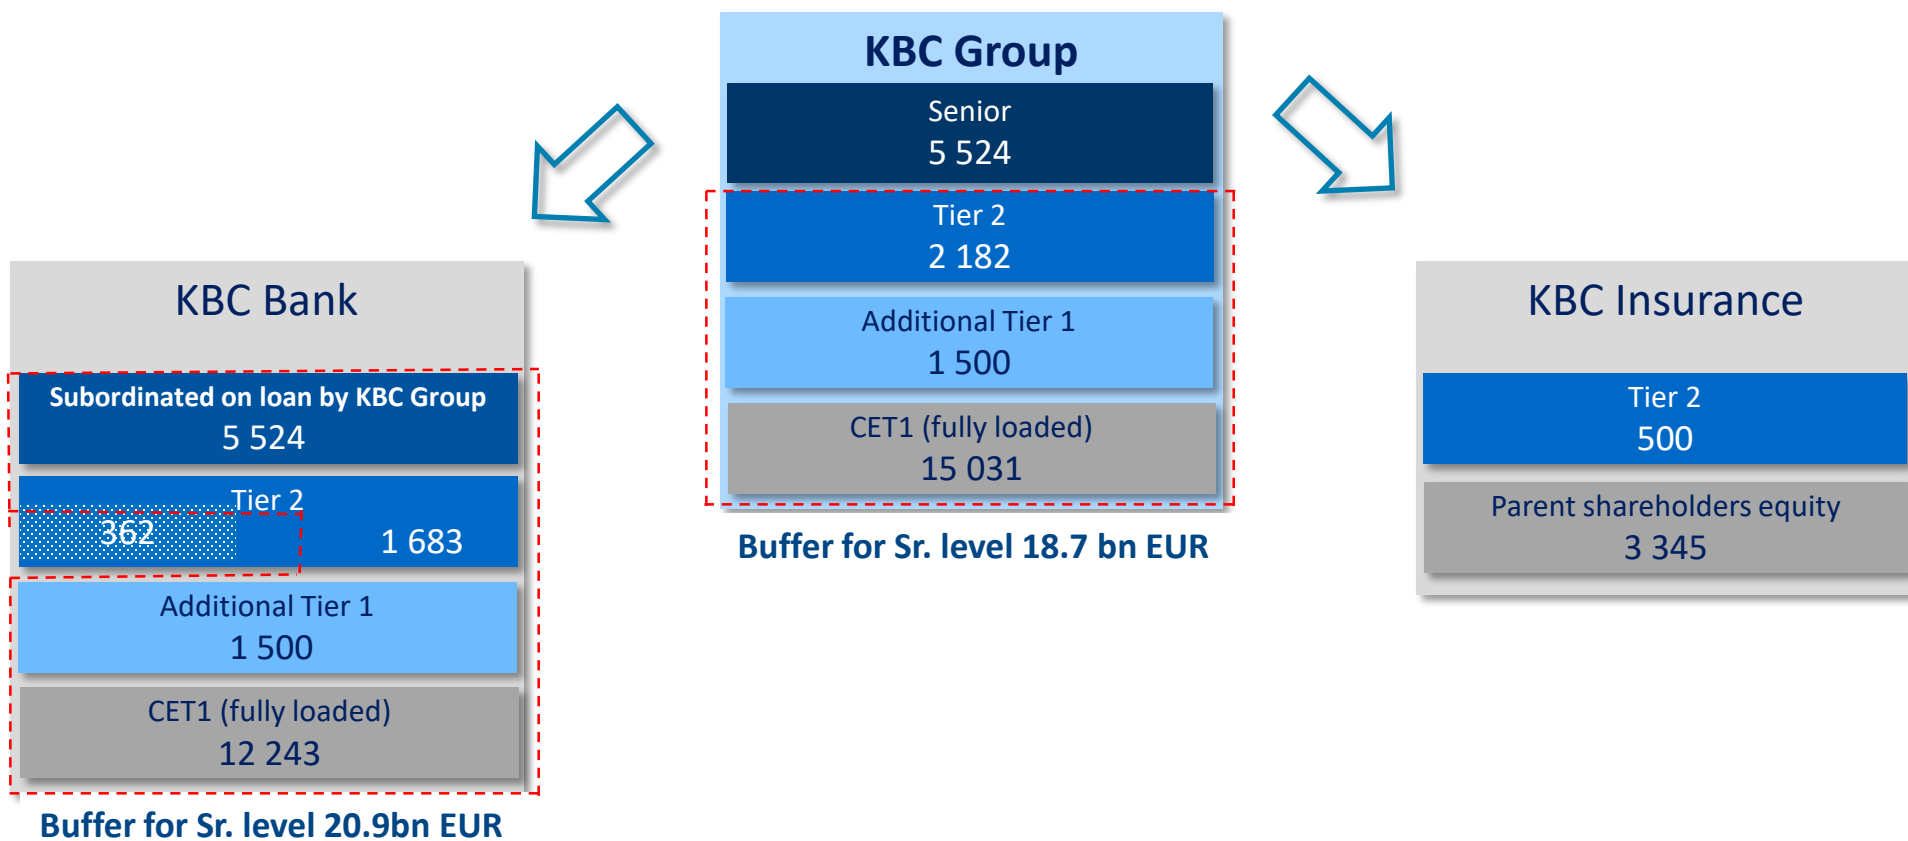 KBC Group
Senior
5 524
Tier 2
2 182
Additional Tier 1
1 500
CET1 (fully loaded)
15 031
Buffer for Sr. level 18.7 bn EUR
KBC Bank
Subordinated on loan by KBC Group
5 524
Tier 2
362
1 683
Additional Tier 1
1 500
CET1 (fully loaded)
12 243
Buffer for Sr. level 20.9bn EUR
KBC Insurance
Tier 2
500
Parent shareholders equity
3 345